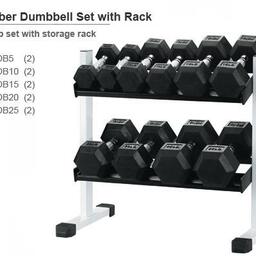 ber Dumbbell Set with Rack
p set with storage rack
DB5 (2)
DB10 (2)
DB15 (2)
DB20 (2)
DB25 (2)